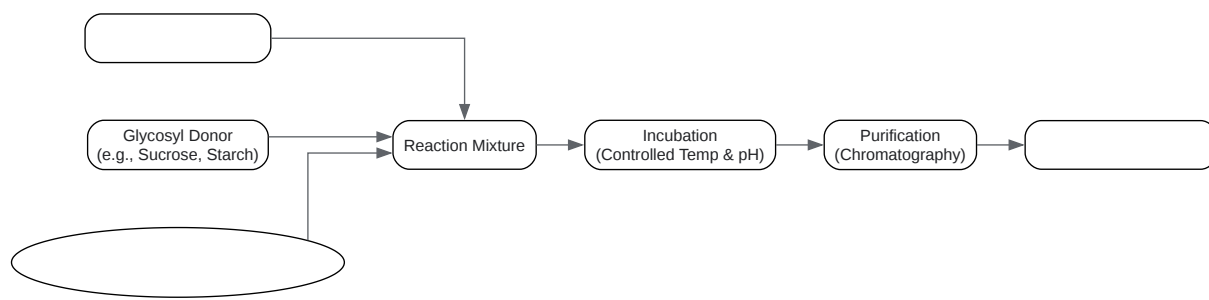 Glycosyl Donor
(e.g., Sucrose, Starch)
Reaction Mixture
Incubation
(Controlled Temp & pH)
Purification
(Chromatography)